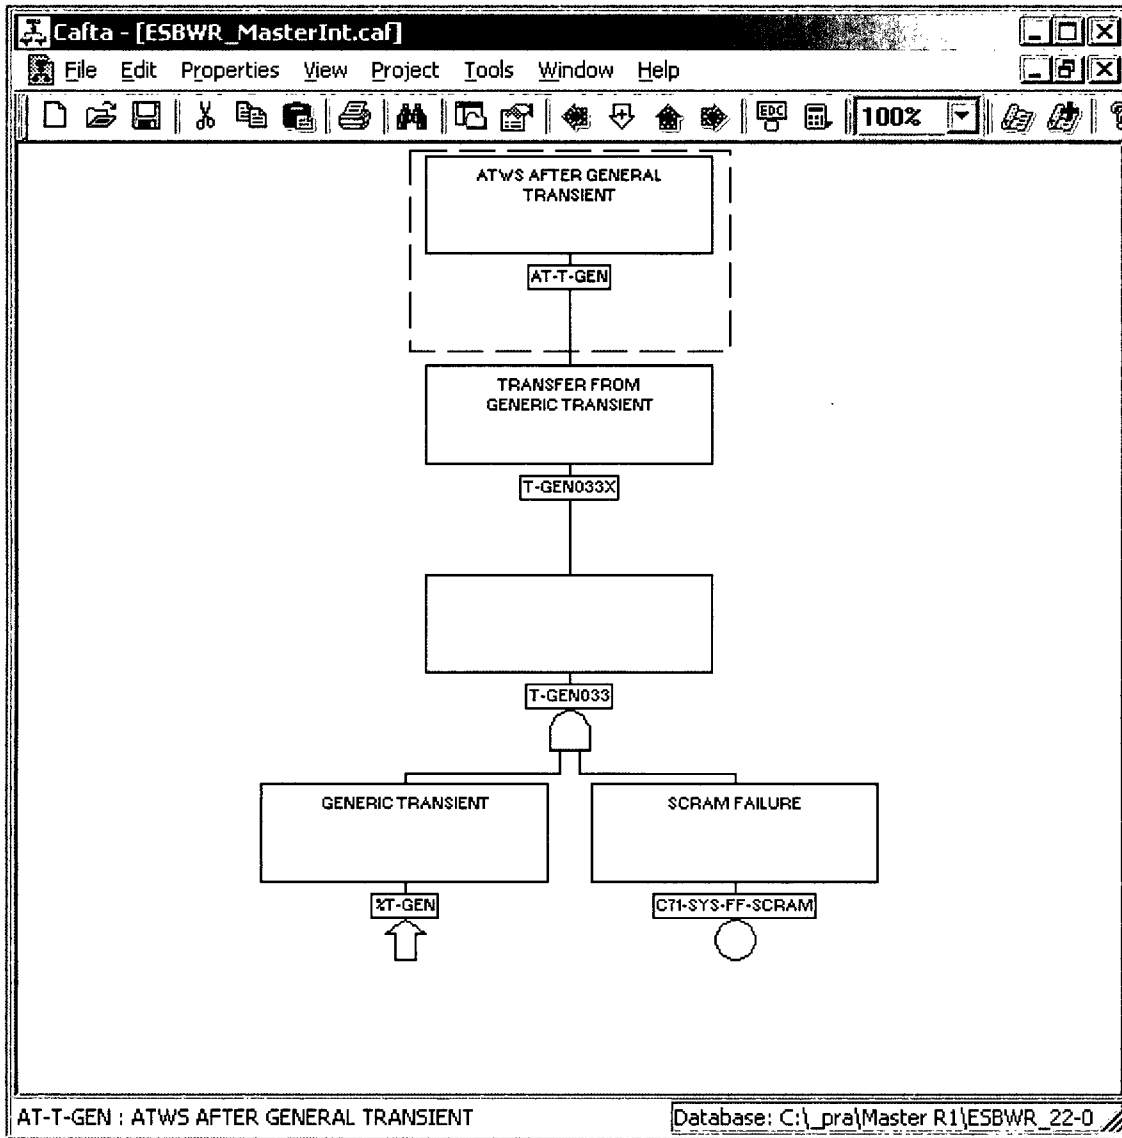 Cafta - [ESBWR_MasterInt.caf]
File Edit Properties View Project Tools Window Help
EDC 100%
ATWS AFTER GENERAL
TRANSIENT
AT-T-GEN
TRANSFER FROM
GENERIC TRANSIENT
T-GEN033X
T-GEN033
GENERIC TRANSIENT SCRAM FAILURE
%T-GEN C71-SYS-FF-SCRAM
AT-T-GEN : ATWS AFTER GENERAL TRANSIENT Database: C:\_pra\Master R1\ESBWR_22-0